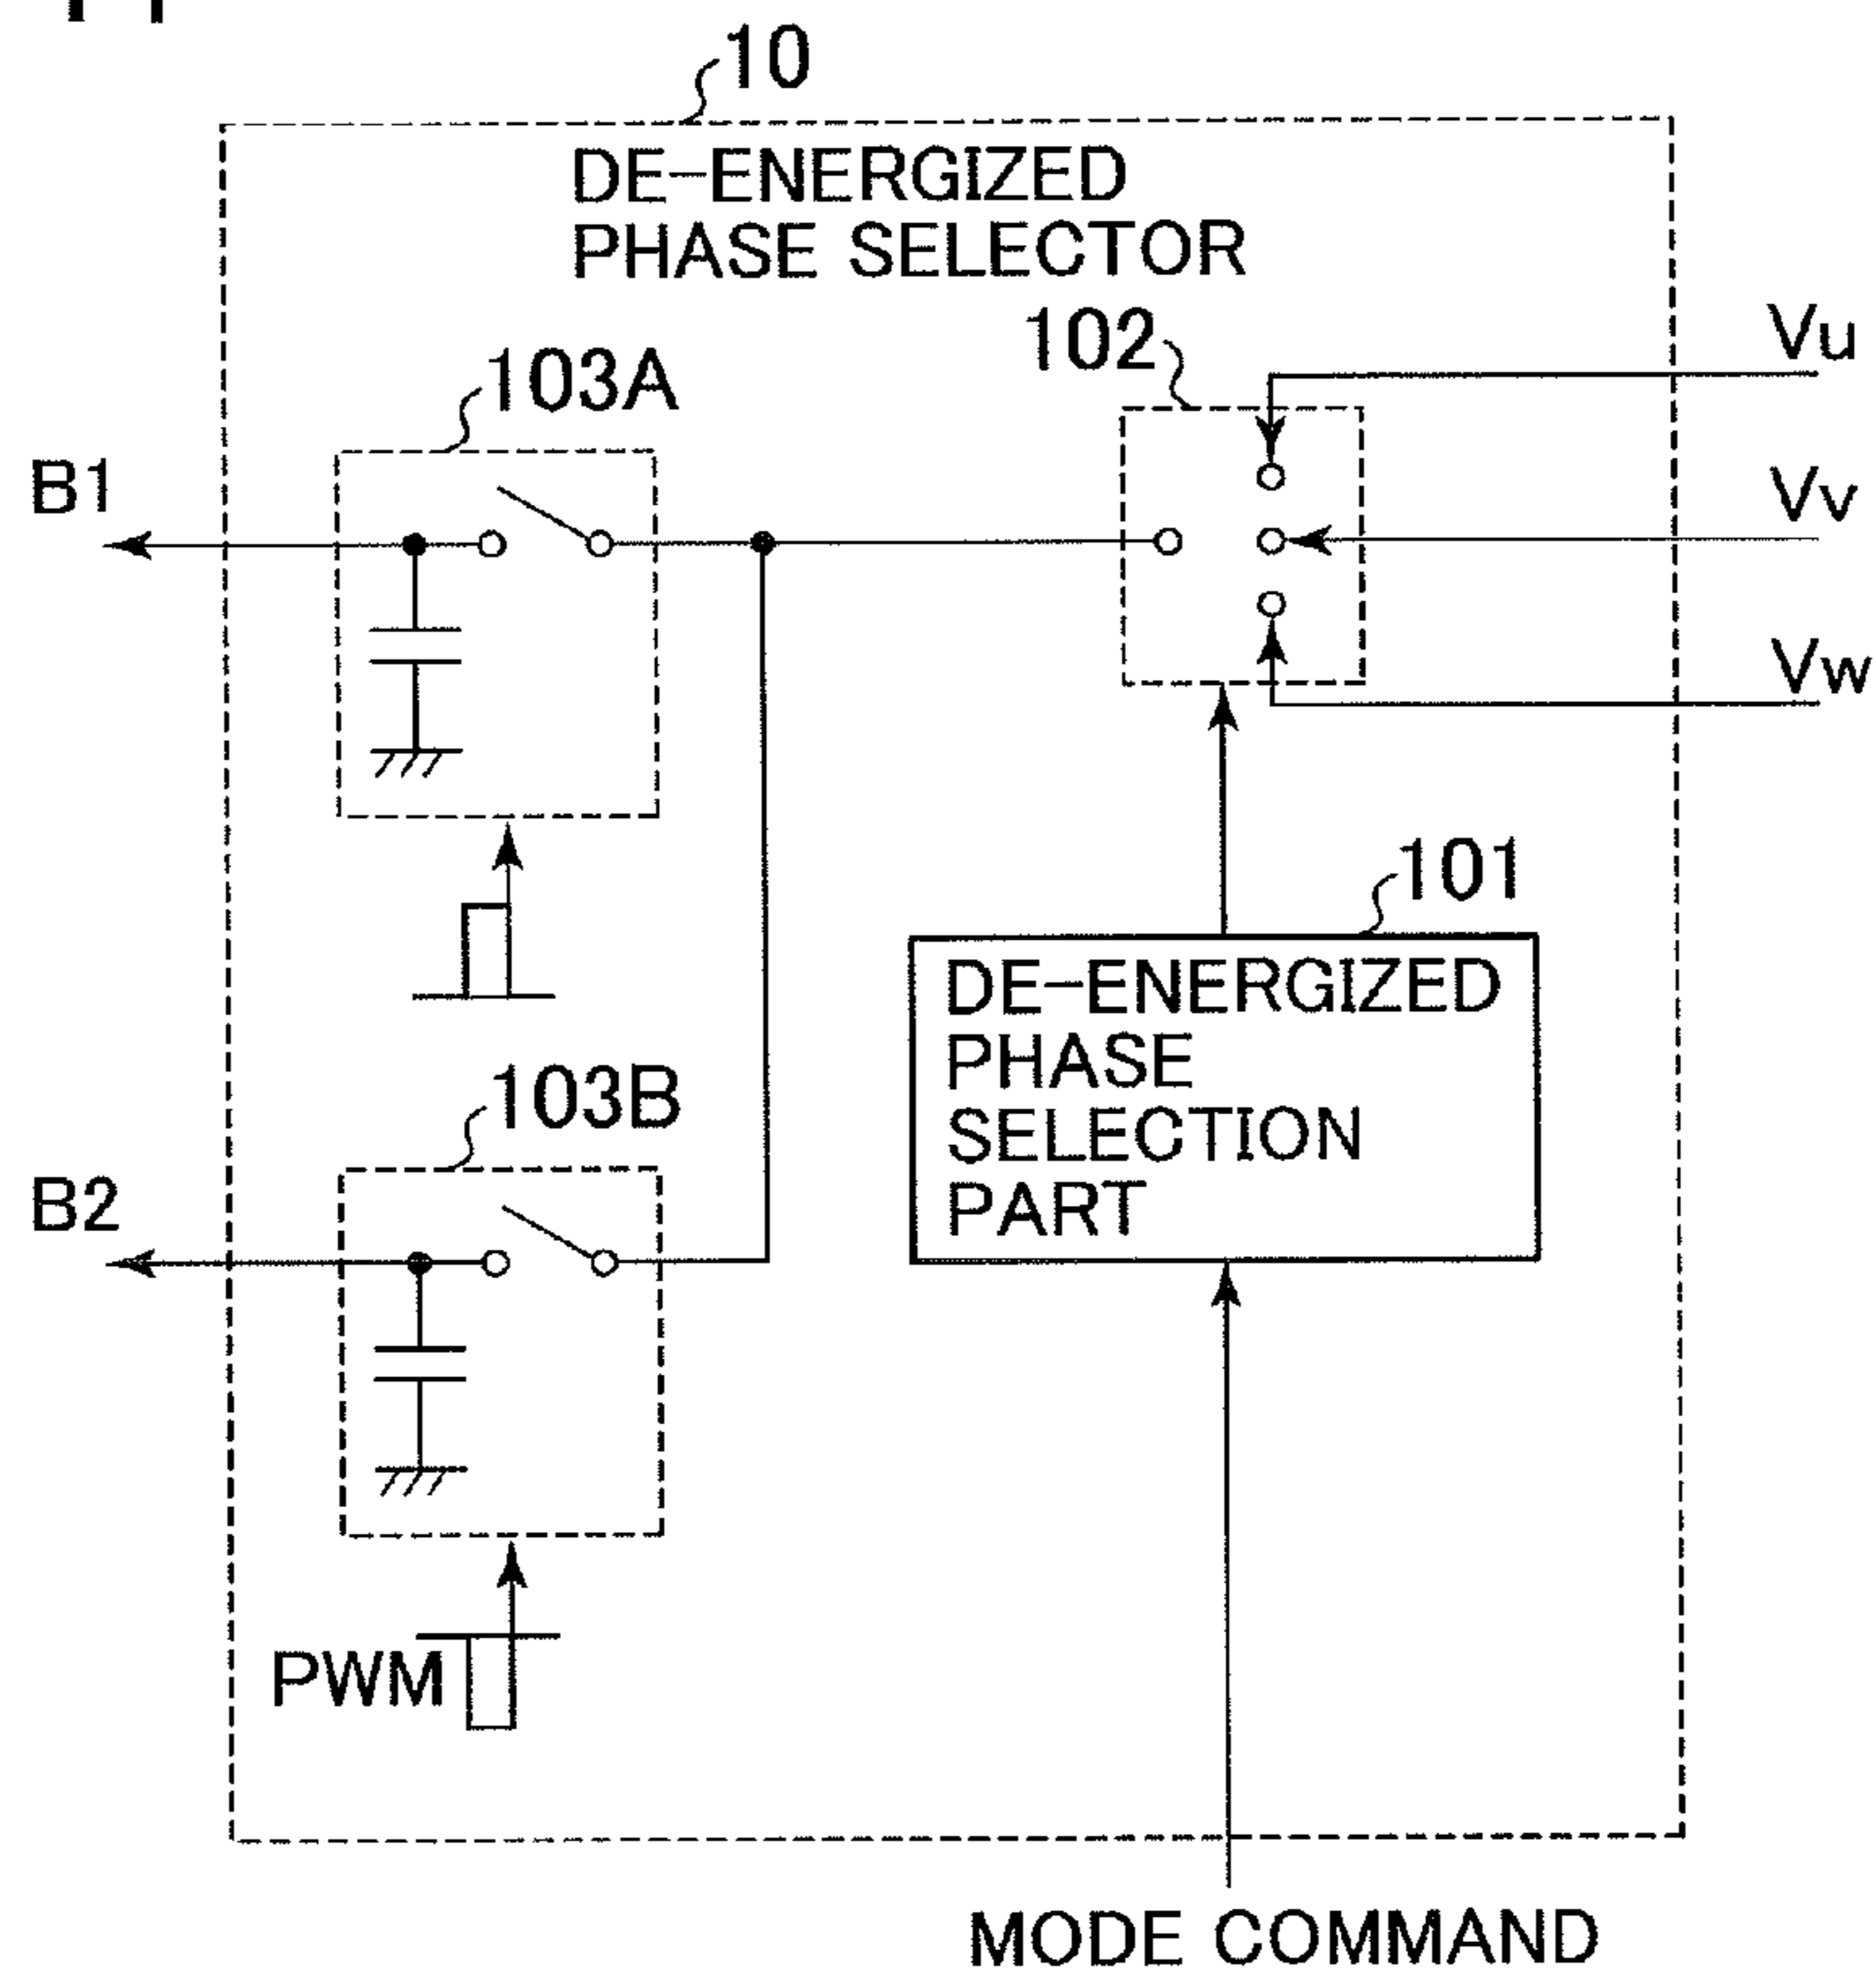 10
DE-ENERGIZED
PHASE SELECTOR
102
Vu
103A
B1
Vv
Vw
101
DE-ENERGIZED
PHASE
SELECTION
PART
103B
B2
PWM
MODE COMMAND